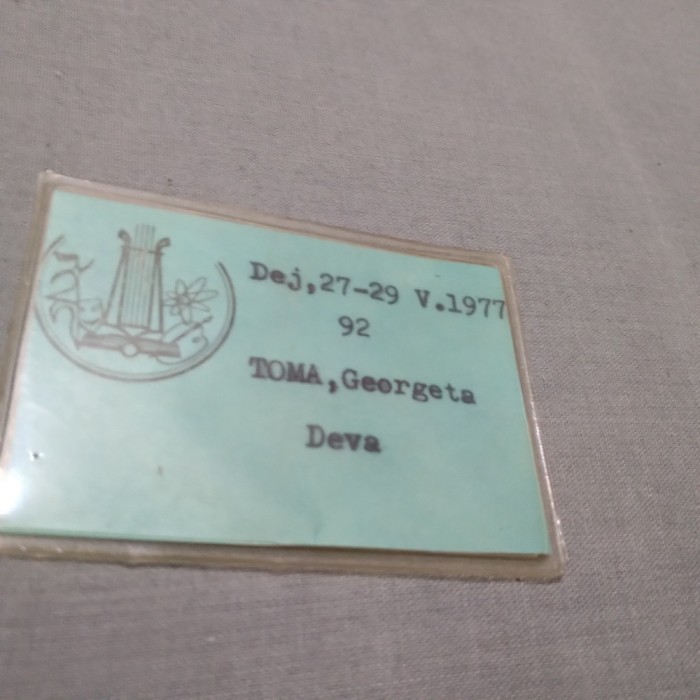 Dej,27-29 V.1977
92
TOMA,Georgeta
Deva